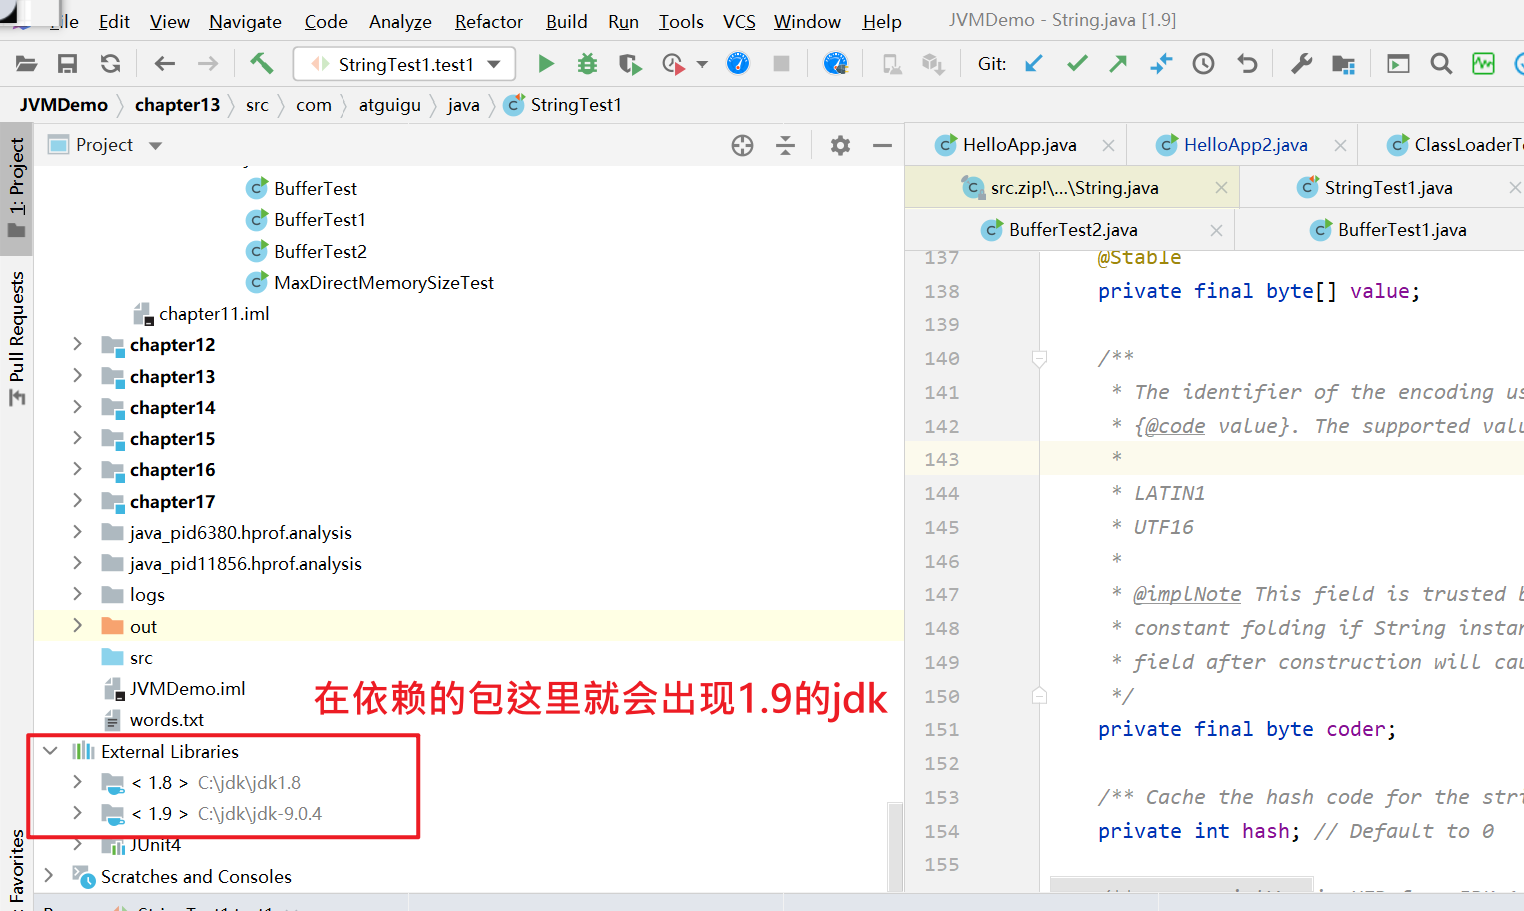 File Edit View Navigate Code Analyze Refactor Build Run Tools VCS Window Help JVMDemo - String.java [1.9]
StringTest1.test1 Git:
JVMDemo chapter13 src com atguigu java StringTest1
1: Project
Pull Requests
Favorites
Project
BufferTest
BufferTest1
BufferTest2
MaxDirectMemorySizeTest
chapter11.iml
chapter12
chapter13
chapter14
chapter15
chapter16
chapter17
java_pid6380.hprof.analysis
java_pid11856.hprof.analysis
logs
out
src
JVMDemo.iml
words.txt
在依赖的包这里就会出现1.9的jdk
External Libraries
< 1.8 > C:\jdk\jdk1.8
< 1.9 > C:\jdk\jdk-9.0.4
JUnit4
Scratches and Consoles
HelloApp.java HelloApp2.java ClassLoaderT
src.zip!\...\String.java StringTest1.java
BufferTest2.java BufferTest1.java
137 @Stable
138 private final byte[] value;
139
140 /**
141 * The identifier of the encoding us
142 * {@code value}. The supported valu
143 *
144 * LATIN1
145 * UTF16
146 *
147 * @implNote This field is trusted b
148 * constant folding if String instan
149 * field after construction will cau
150 */
151 private final byte coder;
152
153 /** Cache the hash code for the stri
154 private int hash; // Default to 0
155